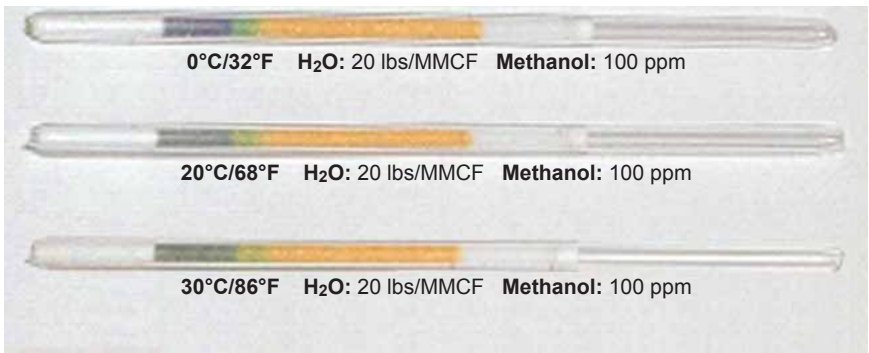 0°C/32°F H₂O: 20 lbs/MMCF Methanol: 100 ppm
20°C/68°F H₂O: 20 lbs/MMCF Methanol: 100 ppm
30°C/86°F H₂O: 20 lbs/MMCF Methanol: 100 ppm